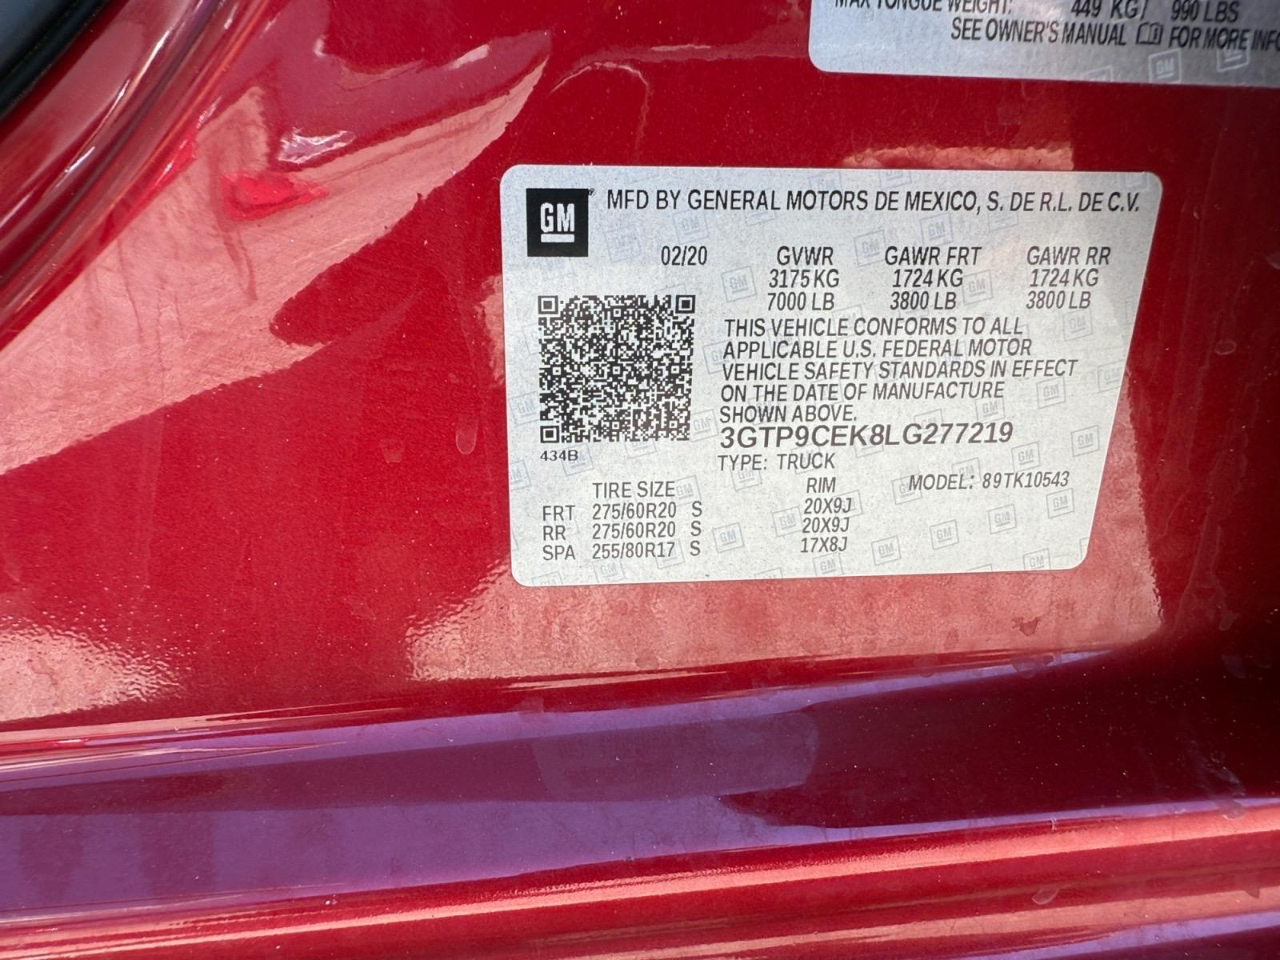 MAX TONGUE WEIGHT: 449 KG / 990 LBS
SEE OWNER'S MANUAL FOR MORE INFO
GM MFD BY GENERAL MOTORS DE MEXICO, S. DE R.L. DE C.V.
02/20 GVWR GAWR FRT GAWR RR
3175 KG 1724 KG 1724 KG
7000 LB 3800 LB 3800 LB
THIS VEHICLE CONFORMS TO ALL
APPLICABLE U.S. FEDERAL MOTOR
VEHICLE SAFETY STANDARDS IN EFFECT
ON THE DATE OF MANUFACTURE
SHOWN ABOVE.
3GTP9CEK8LG277219
434B
TYPE: TRUCK
TIRE SIZE RIM MODEL: 89TK10543
FRT 275/60R20 S 20X9J
RR 275/60R20 S 20X9J
SPA 255/80R17 S 17X8J